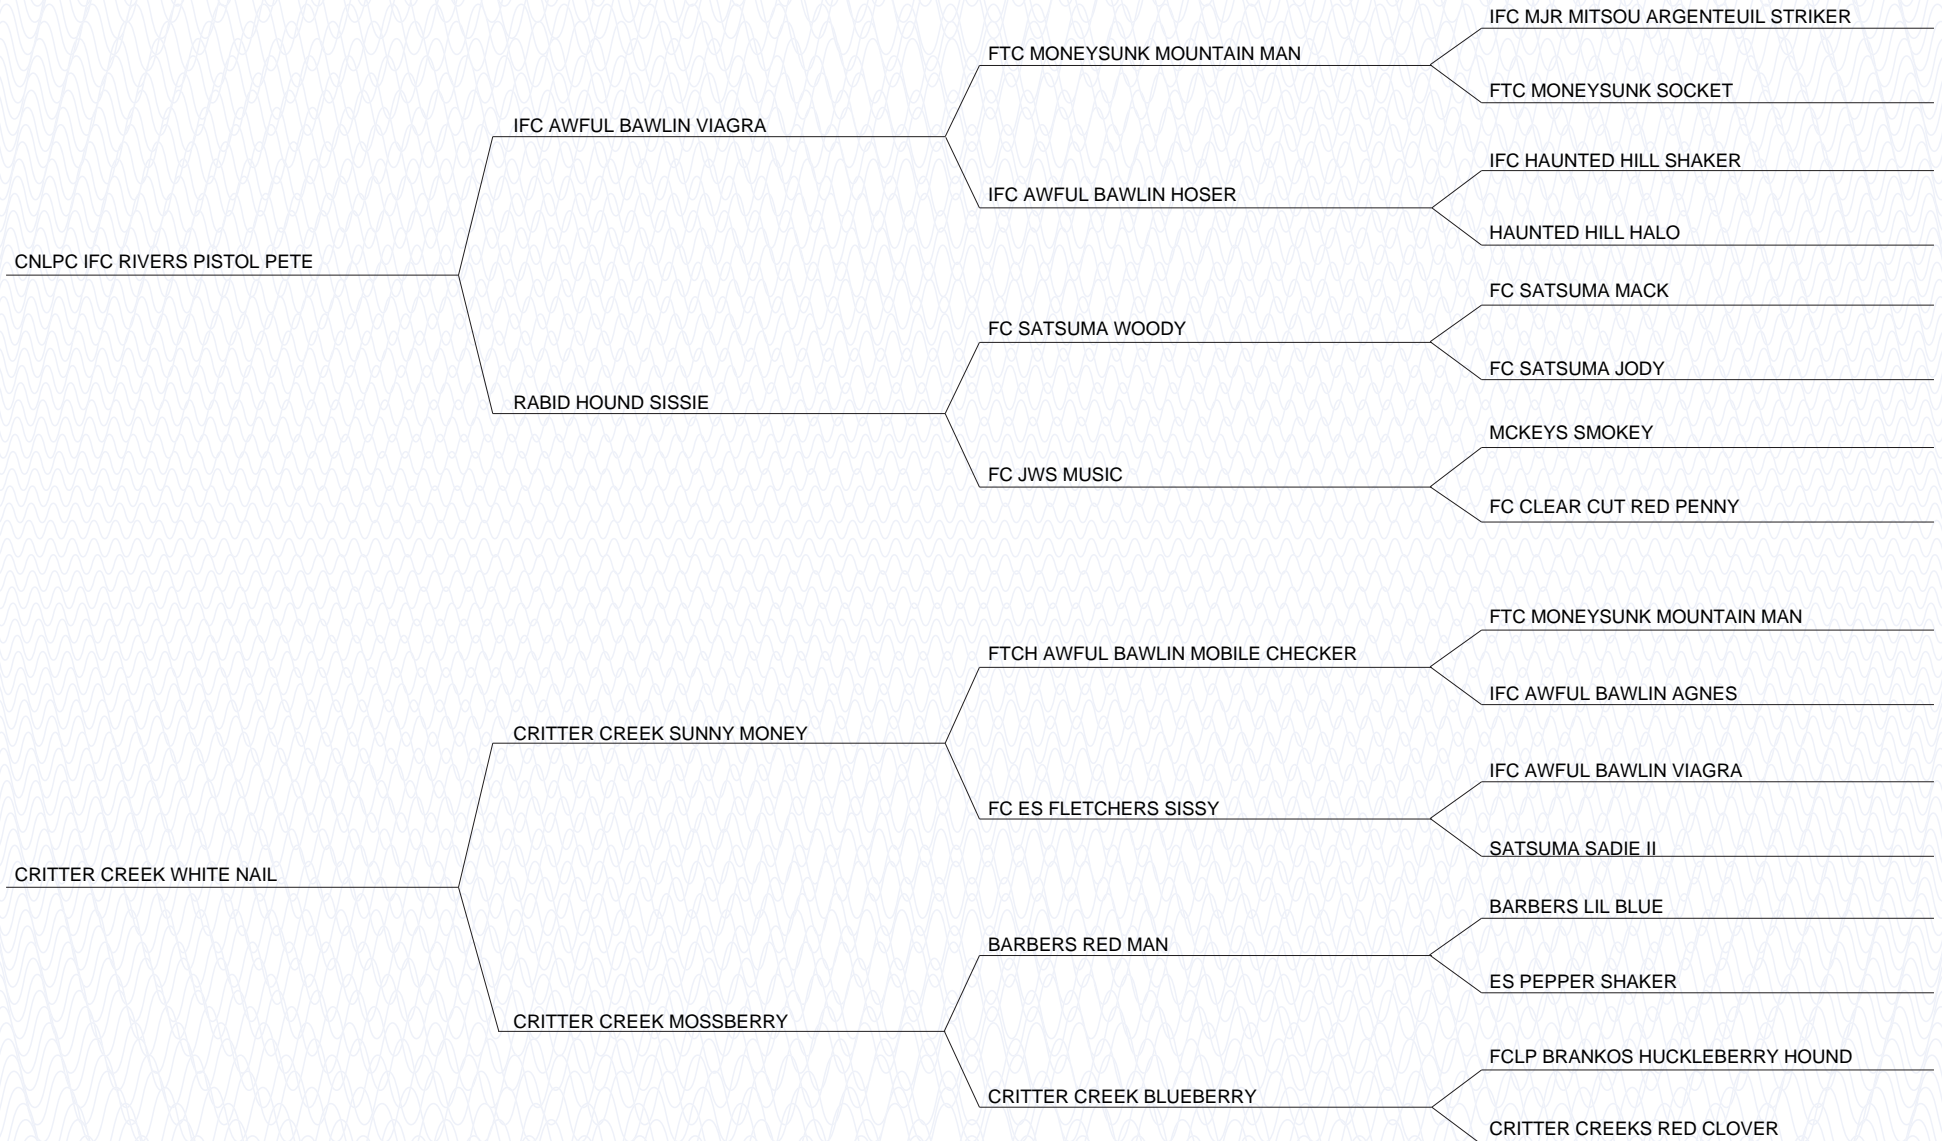 IFC MJR MITSOU ARGENTEUIL STRIKER
FTC MONEYSUNK MOUNTAIN MAN
FTC MONEYSUNK SOCKET
IFC AWFUL BAWLIN VIAGRA
IFC HAUNTED HILL SHAKER
IFC AWFUL BAWLIN HOSER
HAUNTED HILL HALO
CNLPC IFC RIVERS PISTOL PETE
FC SATSUMA MACK
FC SATSUMA WOODY
FC SATSUMA JODY
RABID HOUND SISSIE
MCKEYS SMOKEY
FC JWS MUSIC
FC CLEAR CUT RED PENNY
FTC MONEYSUNK MOUNTAIN MAN
FTCH AWFUL BAWLIN MOBILE CHECKER
IFC AWFUL BAWLIN AGNES
CRITTER CREEK SUNNY MONEY
IFC AWFUL BAWLIN VIAGRA
FC ES FLETCHERS SISSY
SATSUMA SADIE II
CRITTER CREEK WHITE NAIL
BARBERS LIL BLUE
BARBERS RED MAN
ES PEPPER SHAKER
CRITTER CREEK MOSSBERRY
FCLP BRANKOS HUCKLEBERRY HOUND
CRITTER CREEK BLUEBERRY
CRITTER CREEKS RED CLOVER